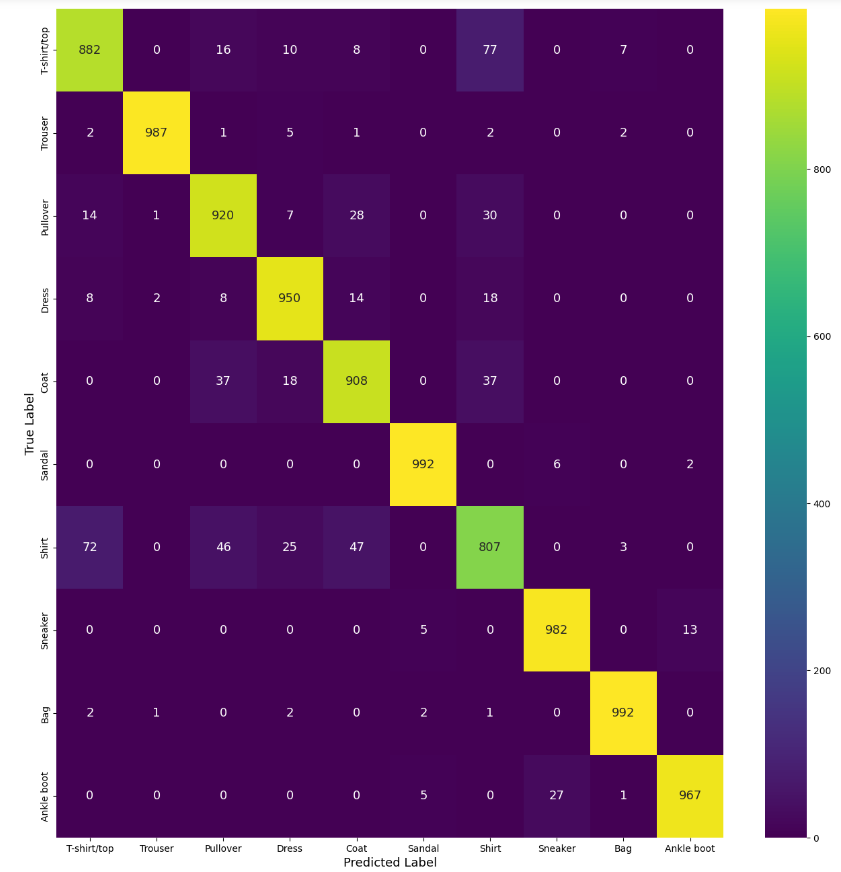 T-shirt/top 882 0 16 10 8 0 77 0 7 0
Trouser 2 987 1 5 1 0 2 0 2 0
800
Pullover 14 1 920 7 28 0 30 0 0 0
Dress 8 2 8 950 14 0 18 0 0 0
600
Coat 0 0 37 18 908 0 37 0 0 0
True Label
Sandal 0 0 0 0 0 992 0 6 0 2
400
Shirt 72 0 46 25 47 0 807 0 3 0
Sneaker 0 0 0 0 0 5 0 982 0 13
200
Bag 2 1 0 2 0 2 1 0 992 0
Ankle boot 0 0 0 0 0 5 0 27 1 967
0
T-shirt/top Trouser Pullover Dress Coat Sandal Shirt Sneaker Bag Ankle boot
Predicted Label